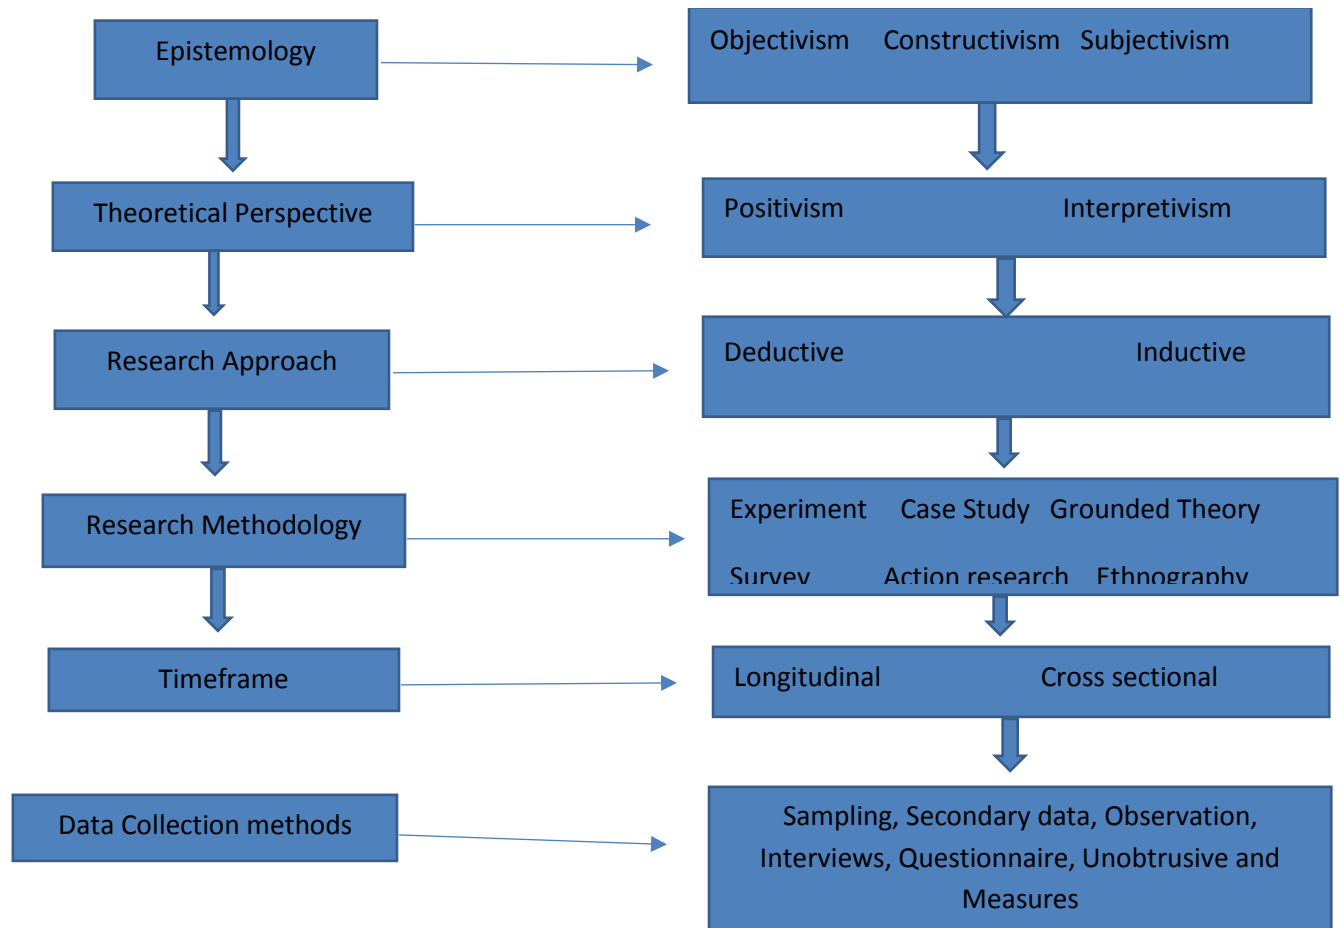 Epistemology
Objectivism Constructivism Subjectivism
Theoretical Perspective
Positivism Interpretivism
Research Approach
Deductive Inductive
Research Methodology
Experiment Case Study Grounded Theory
Survey Action research Ethnography
Timeframe
Longitudinal Cross sectional
Data Collection methods
Sampling, Secondary data, Observation,
Interviews, Questionnaire, Unobtrusive and
Measures